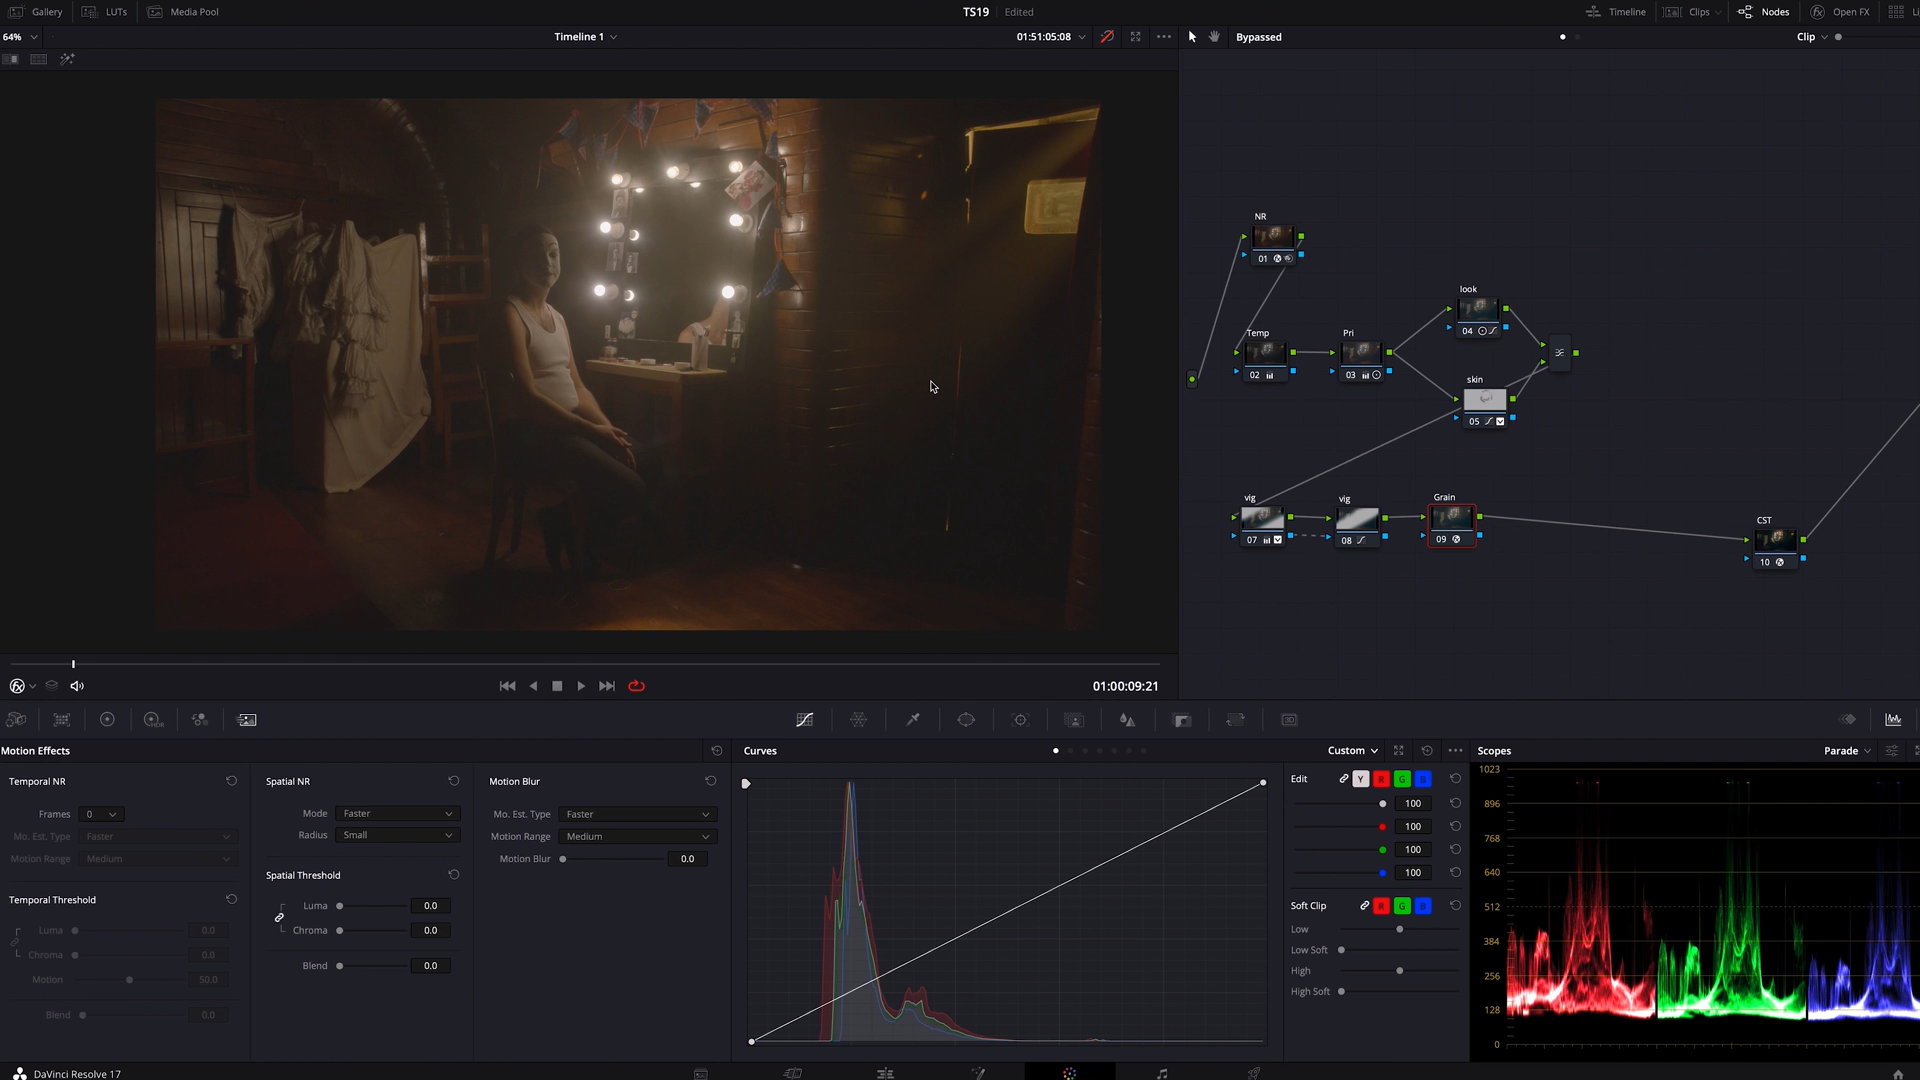 Gallery LUTs Media Pool TS19 Edited Timeline Clips Nodes Open FX Li
64% Timeline 1 01:51:05:08 Bypassed Clip
NR
01
look
04
Temp
02
Pri
03
skin
05
vig
07
vig
08
Grain
09
CST
10
01:00:09:21
HDR
3D
Motion Effects
Temporal NR
Frames 0
Mo. Est. Type Faster
Motion Range Medium
Temporal Threshold
Luma 0.0
Chroma 0.0
Motion 50.0
Blend 0.0
Spatial NR
Mode Faster
Radius Small
Spatial Threshold
Luma 0.0
Chroma 0.0
Blend 0.0
Motion Blur
Mo. Est. Type Faster
Motion Range Medium
Motion Blur 0.0
Curves Custom
Edit Y R G B
100
100
100
100
Soft Clip R G B
Low
Low Soft
High
High Soft
Scopes Parade
1023
896
768
640
512
384
256
128
0
DaVinci Resolve 17